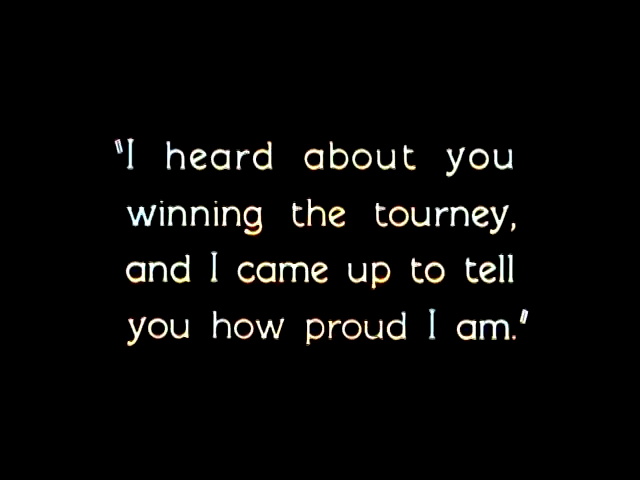 "I heard about you
winning the tourney,
and I came up to tell
you how proud I am."